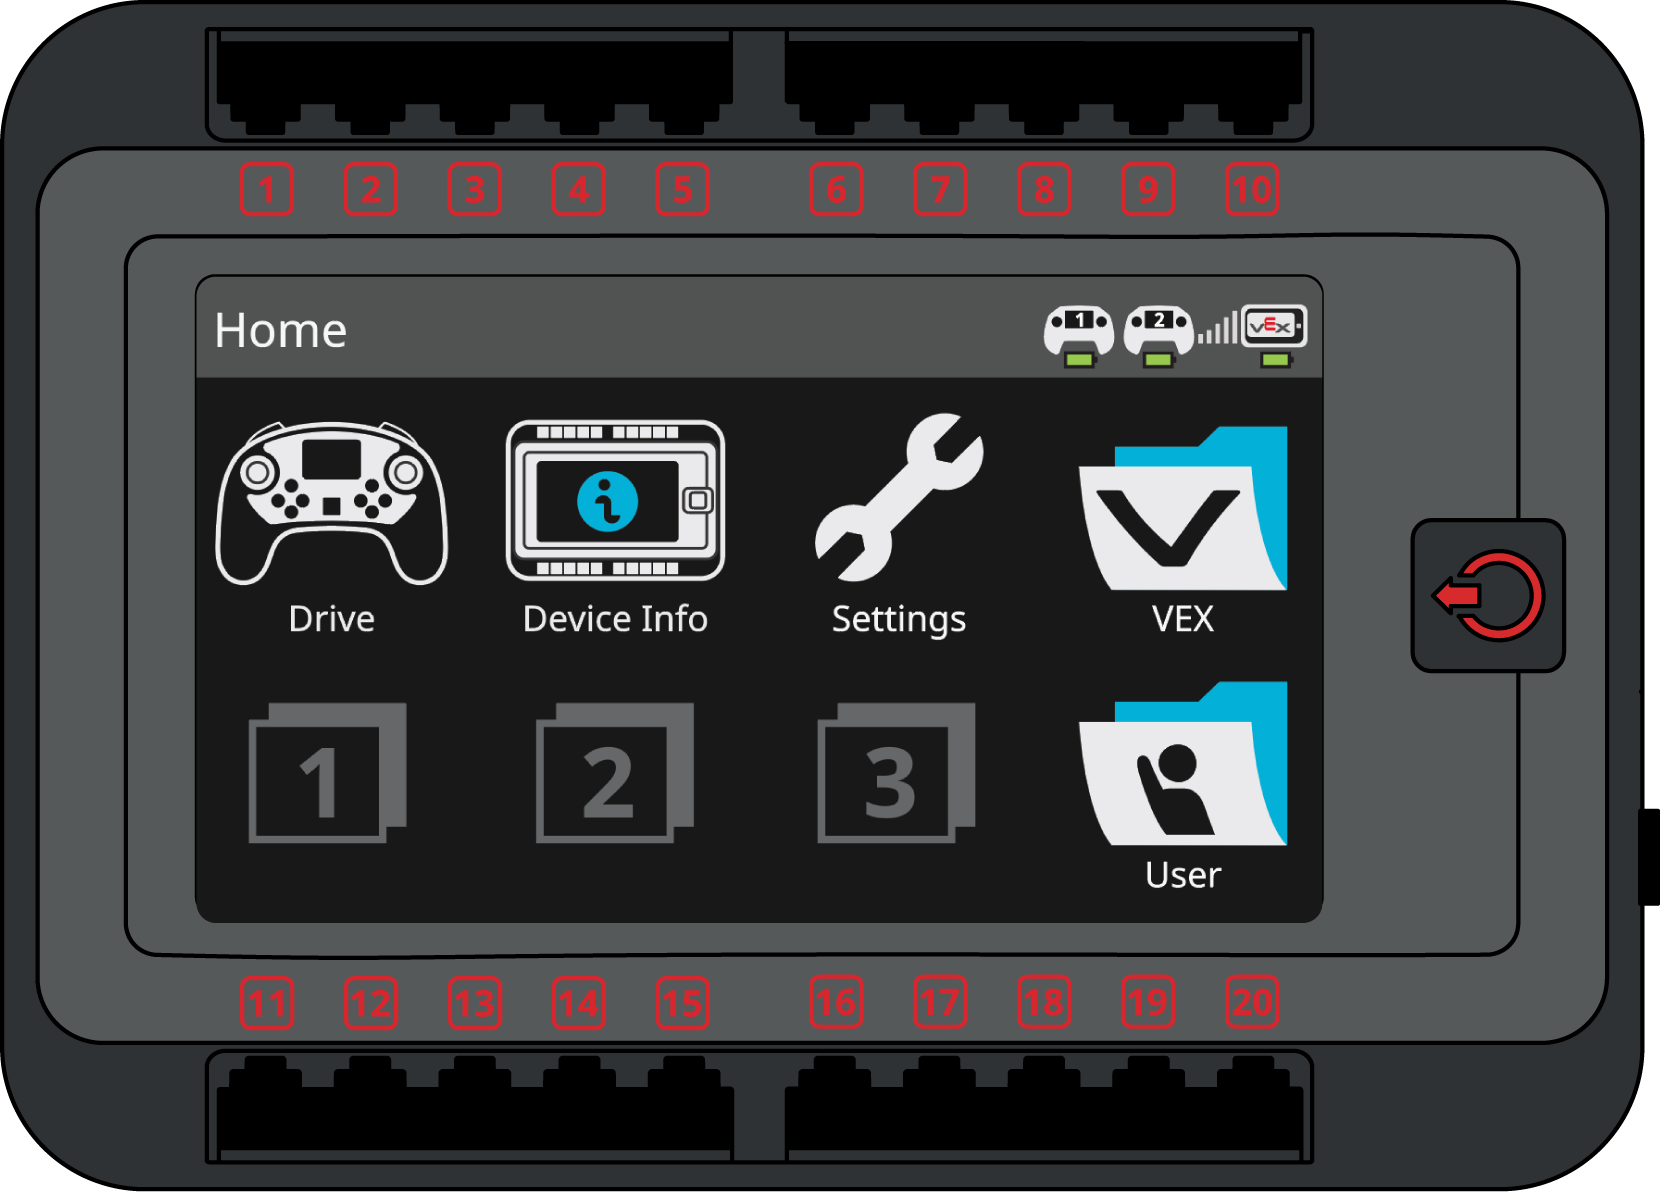 1 2 3 4 5 6 7 8 9 10
Home 1 2 VEX
i
V
Drive Device Info Settings VEX
1 2 3
User
11 12 13 14 15 16 17 18 19 20